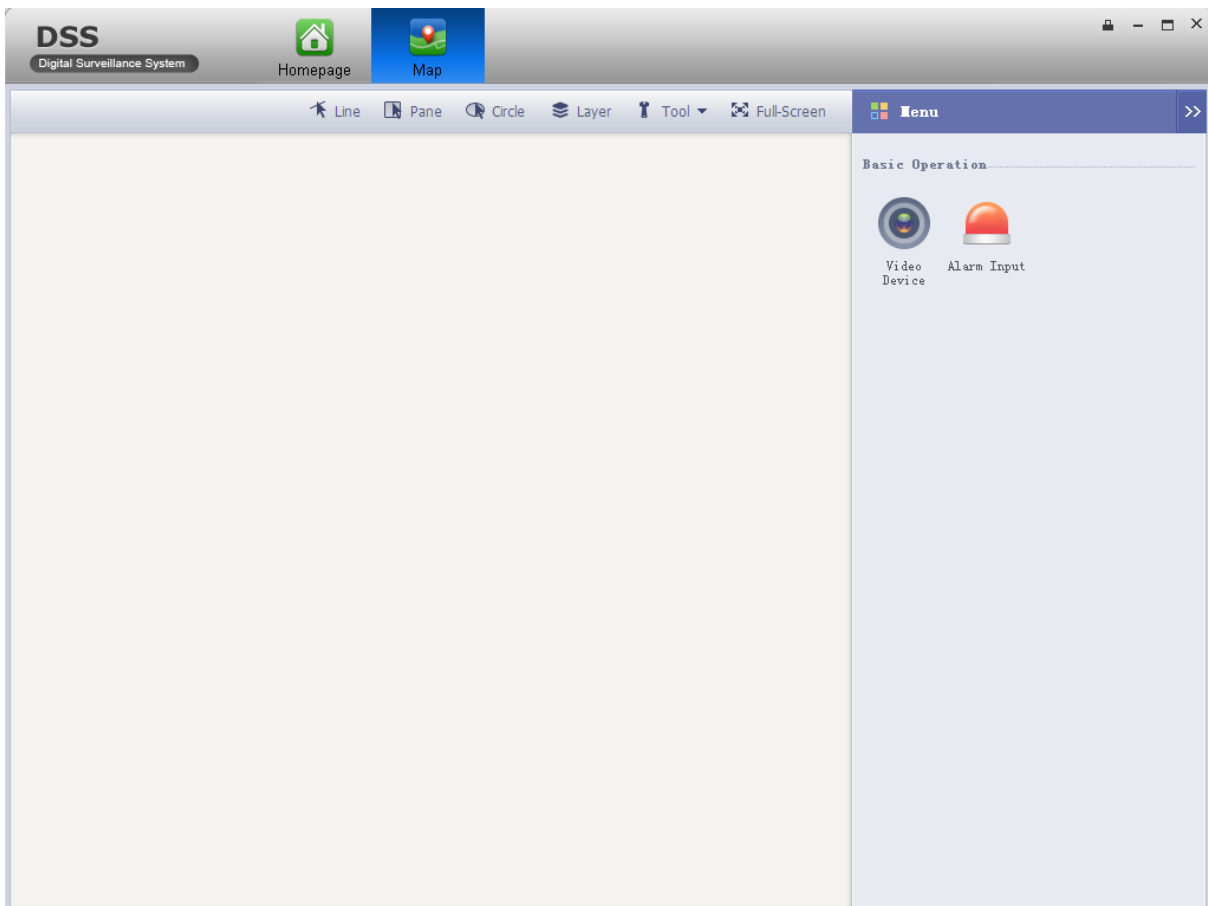 DSS
Digital Surveillance System
Homepage
Map
Line Pane Circle Layer Tool Full-Screen
Menu
Basic Operation
Video Device
Alarm Input